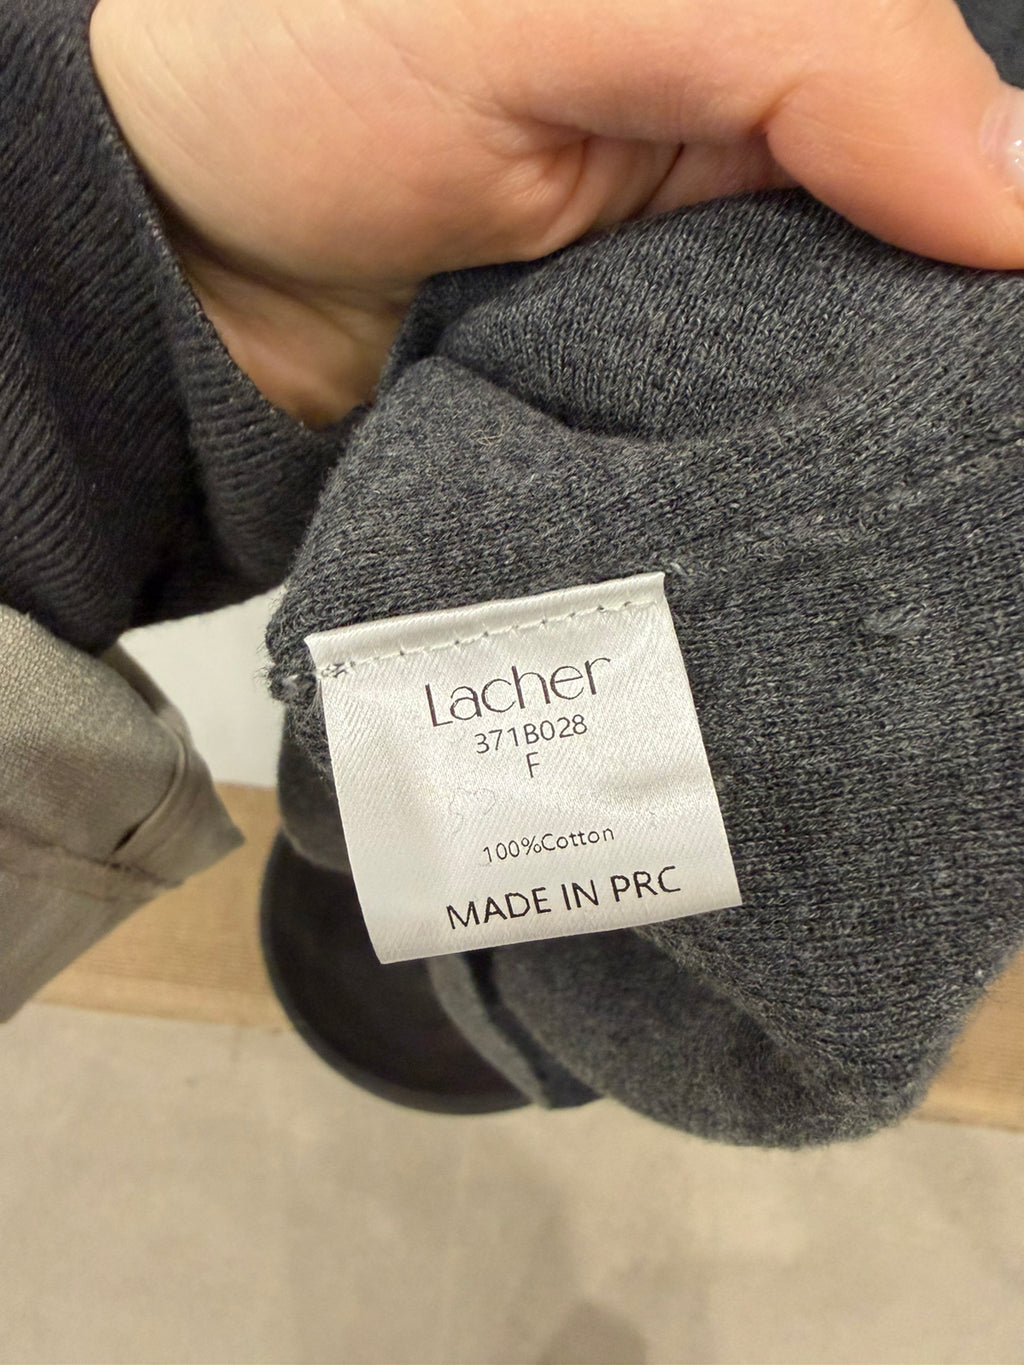 Lacher
371B028
F
100%Cotton
MADE IN PRC